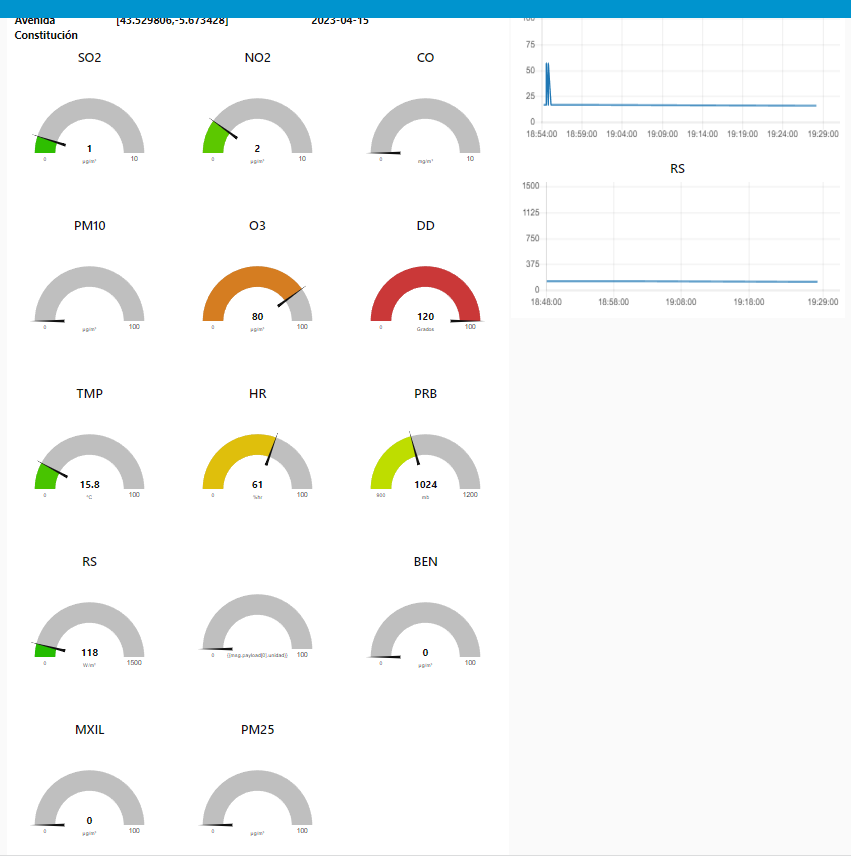 Avenida [43.529806,-5.673428] 2023-04-15
Constitución
SO2 NO2 CO
1 2
0 µg/m³ 10 0 µg/m³ 10 0 mg/m³ 10
PM10 O3 DD
80 120
0 µg/m³ 100 0 µg/m³ 100 0 Grados 100
TMP HR PRB
15.8 61 1024
0 °C 100 0 %hr 100 800 mb 1200
RS BEN
118 0
0 W/m² 1500 0 {{msg.payload[0].unidad}} 100 0 µg/m³ 100
MXIL PM25
0
0 µg/m³ 100 0 µg/m³ 100
100
75
50
25
0
18:54:00 18:59:00 19:04:00 19:09:00 19:14:00 19:19:00 19:24:00 19:29:00
RS
1500
1125
750
375
0
18:48:00 18:56:00 19:06:00 19:16:00 19:29:00